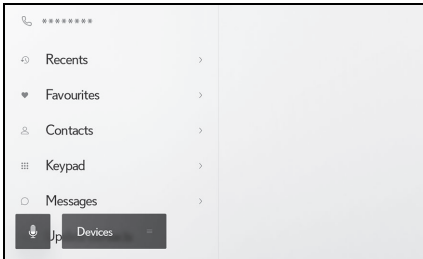 ********
Recents
Favourites
Contacts
Keypad
Messages
Devices